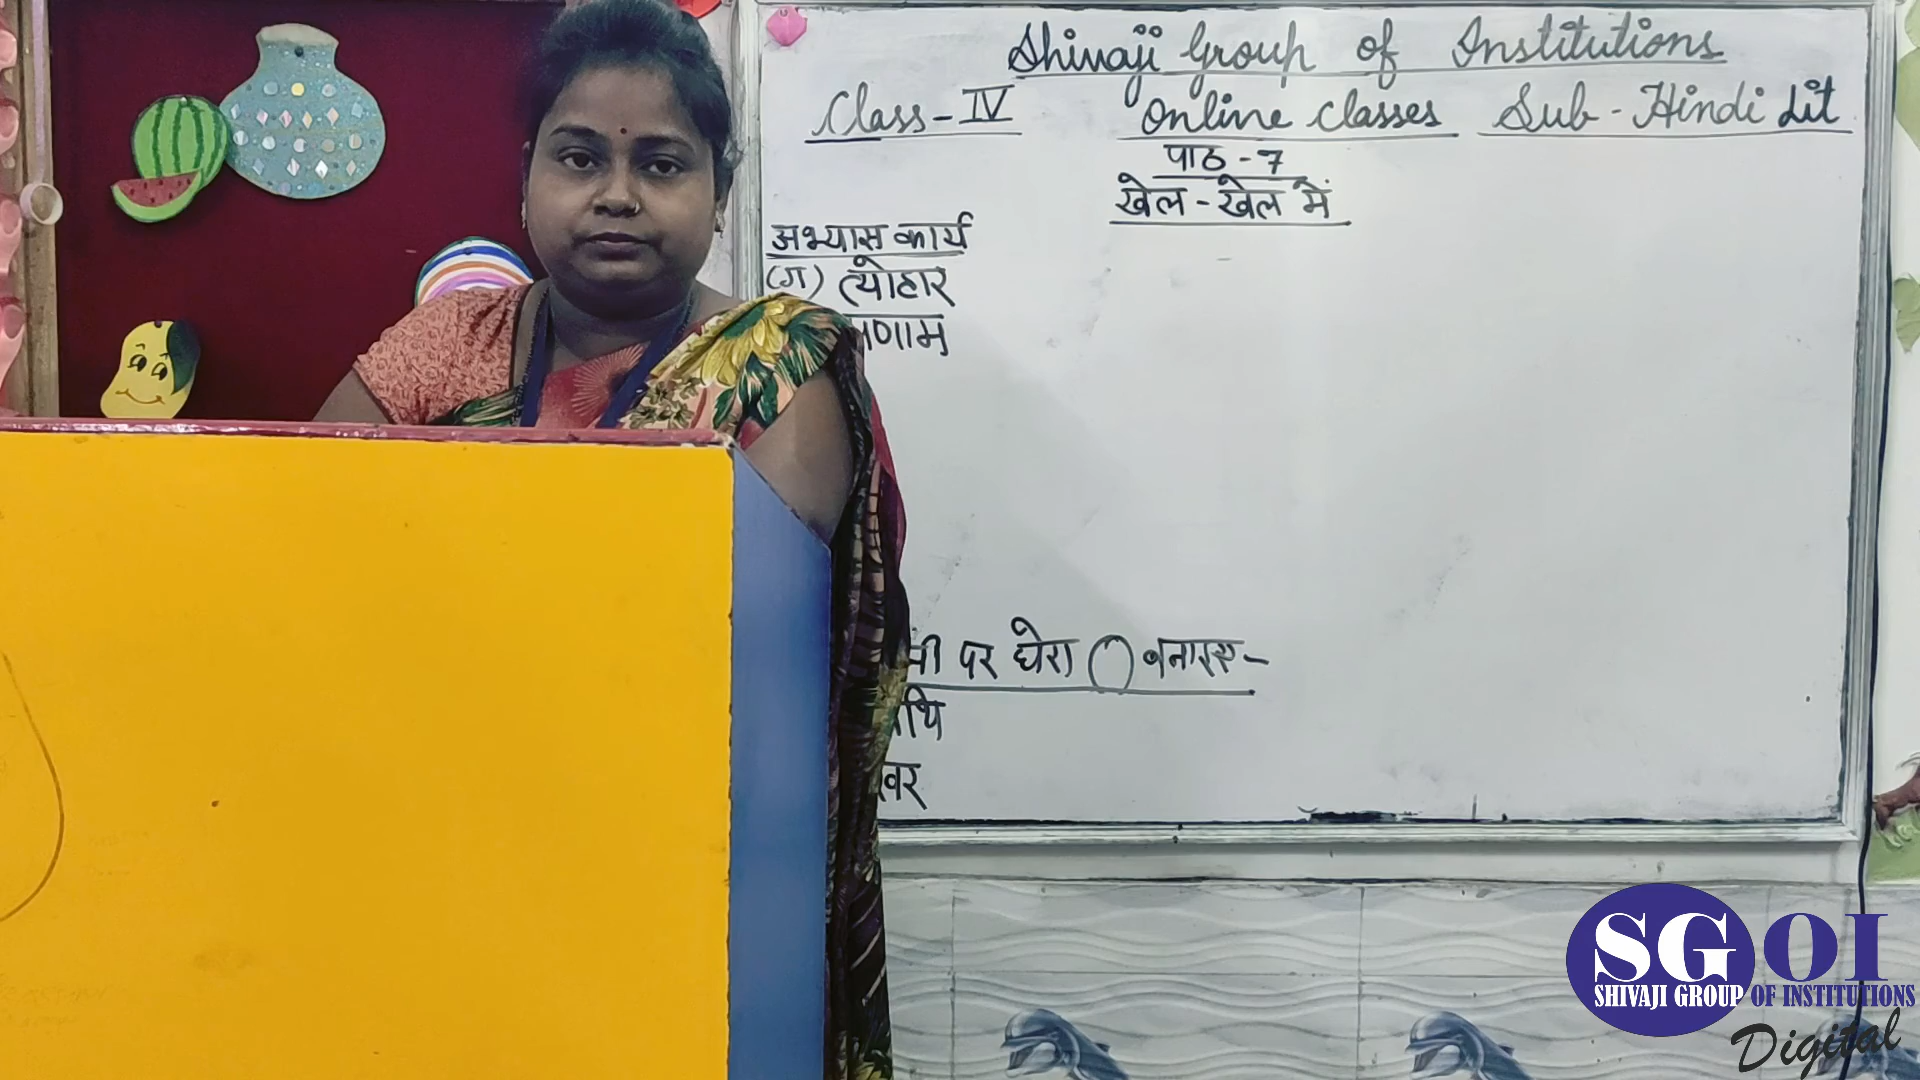 Shivaji Group of Institutions
Class-IV Online classes Sub-Hindi Lit
पाठ-7
खेल-खेल में
अभ्यास कार्य
(ग) त्योहार
पर घेरा ◯ बनाइए-
SGOI
SHIVAJI GROUP OF INSTITUTIONS
Digital